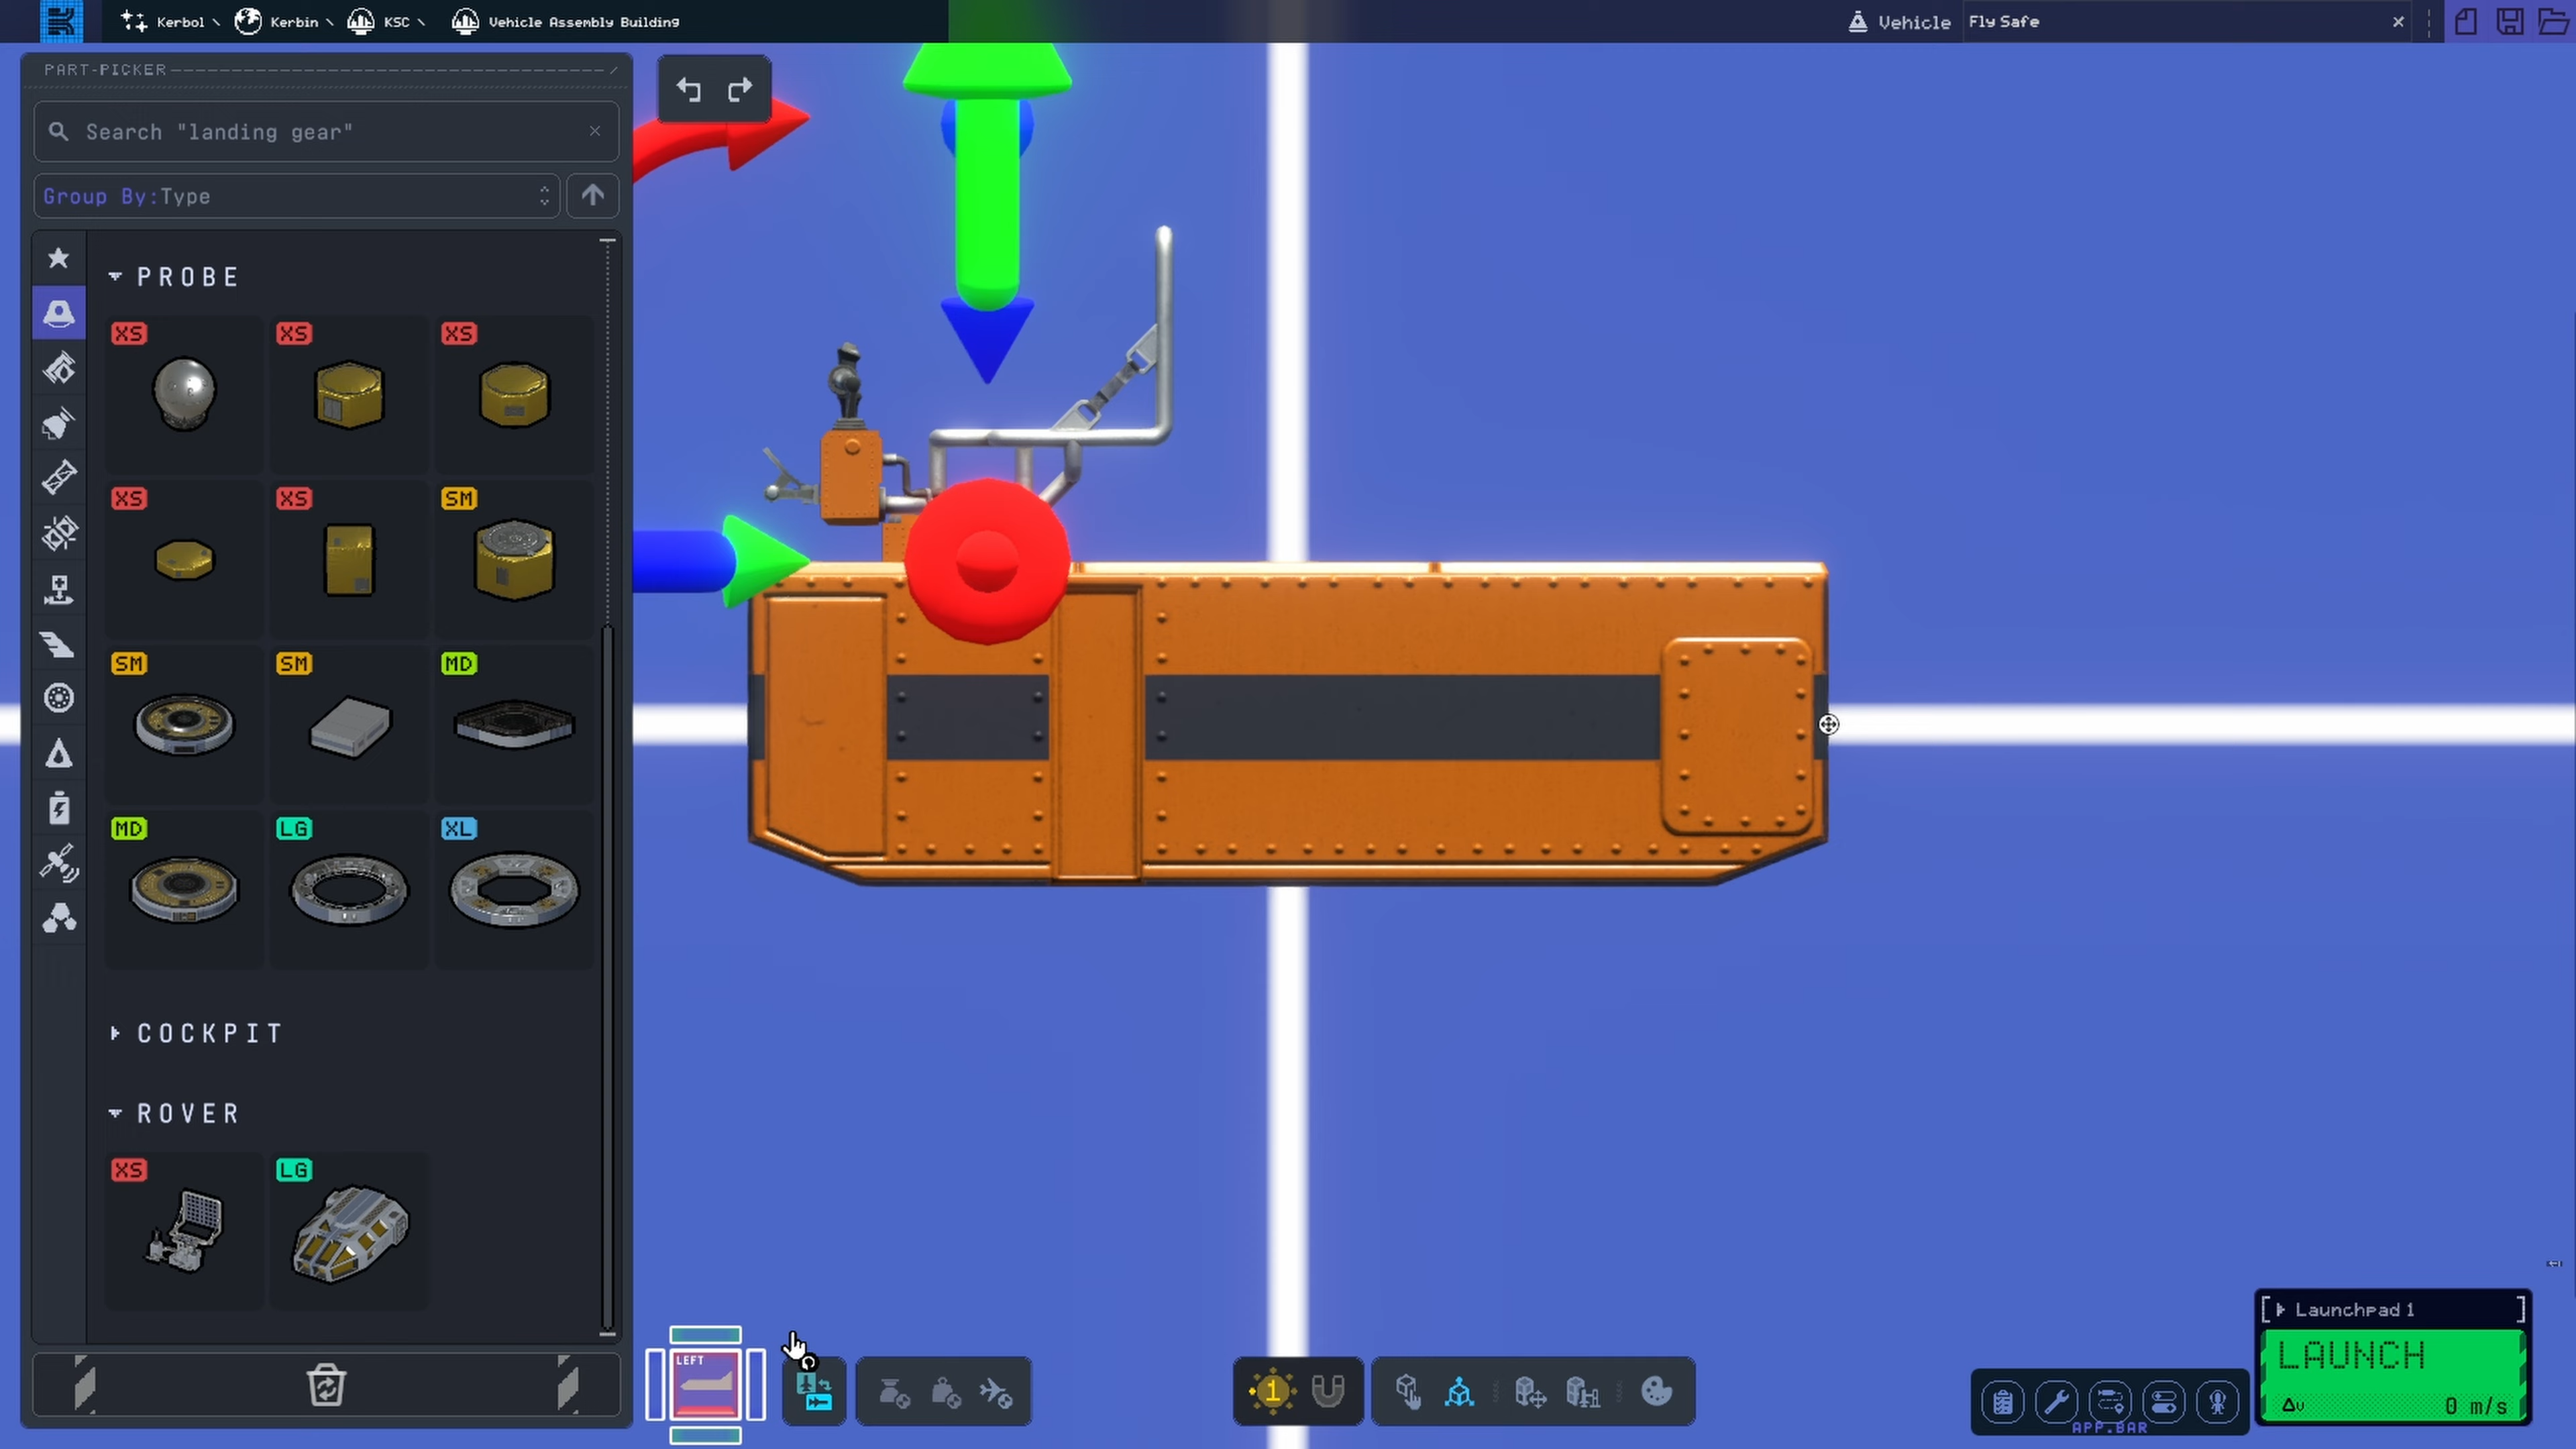 Kerbol
Kerbin
KSC
Vehicle Assembly Building
Vehicle
Fly Safe
PART-PICKER
Search "landing gear"
Group By:Type
PROBE
XS
XS
XS
XS
XS
SM
SM
SM
MD
MD
LG
XL
COCKPIT
ROVER
XS
LG
LEFT
1
Launchpad 1
LAUNCH
Δv
0 m/s
APP.BAR